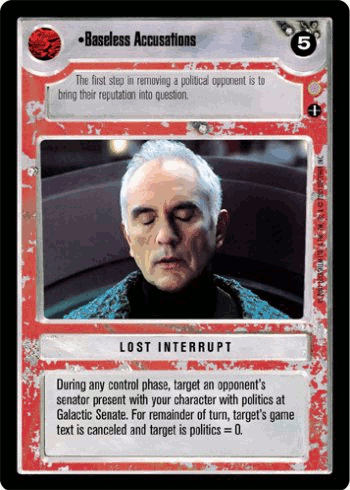 •Baseless Accusations
5
The first step in removing a political opponent is to
bring their reputation into question.
LOST INTERRUPT
During any control phase, target an opponent's
senator present with your character with politics at
Galactic Senate. For remainder of turn, target's game
text is canceled and target is politics = 0.